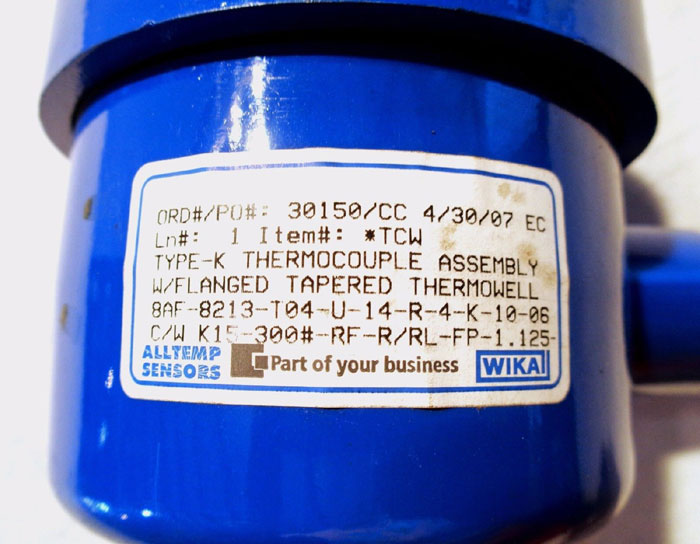 ORD#/PO#: 30150/CC 4/30/07 EC
Ln#: 1 Item#: *TCW
TYPE-K THERMOCOUPLE ASSEMBLY
W/FLANGED TAPERED THERMOWELL
8AF-8213-T04-U-14-R-4-K-10-06
C/W K15-300#-RF-R/RL-FP-1.125-
ALLTEMP SENSORS
Part of your business
WIKA